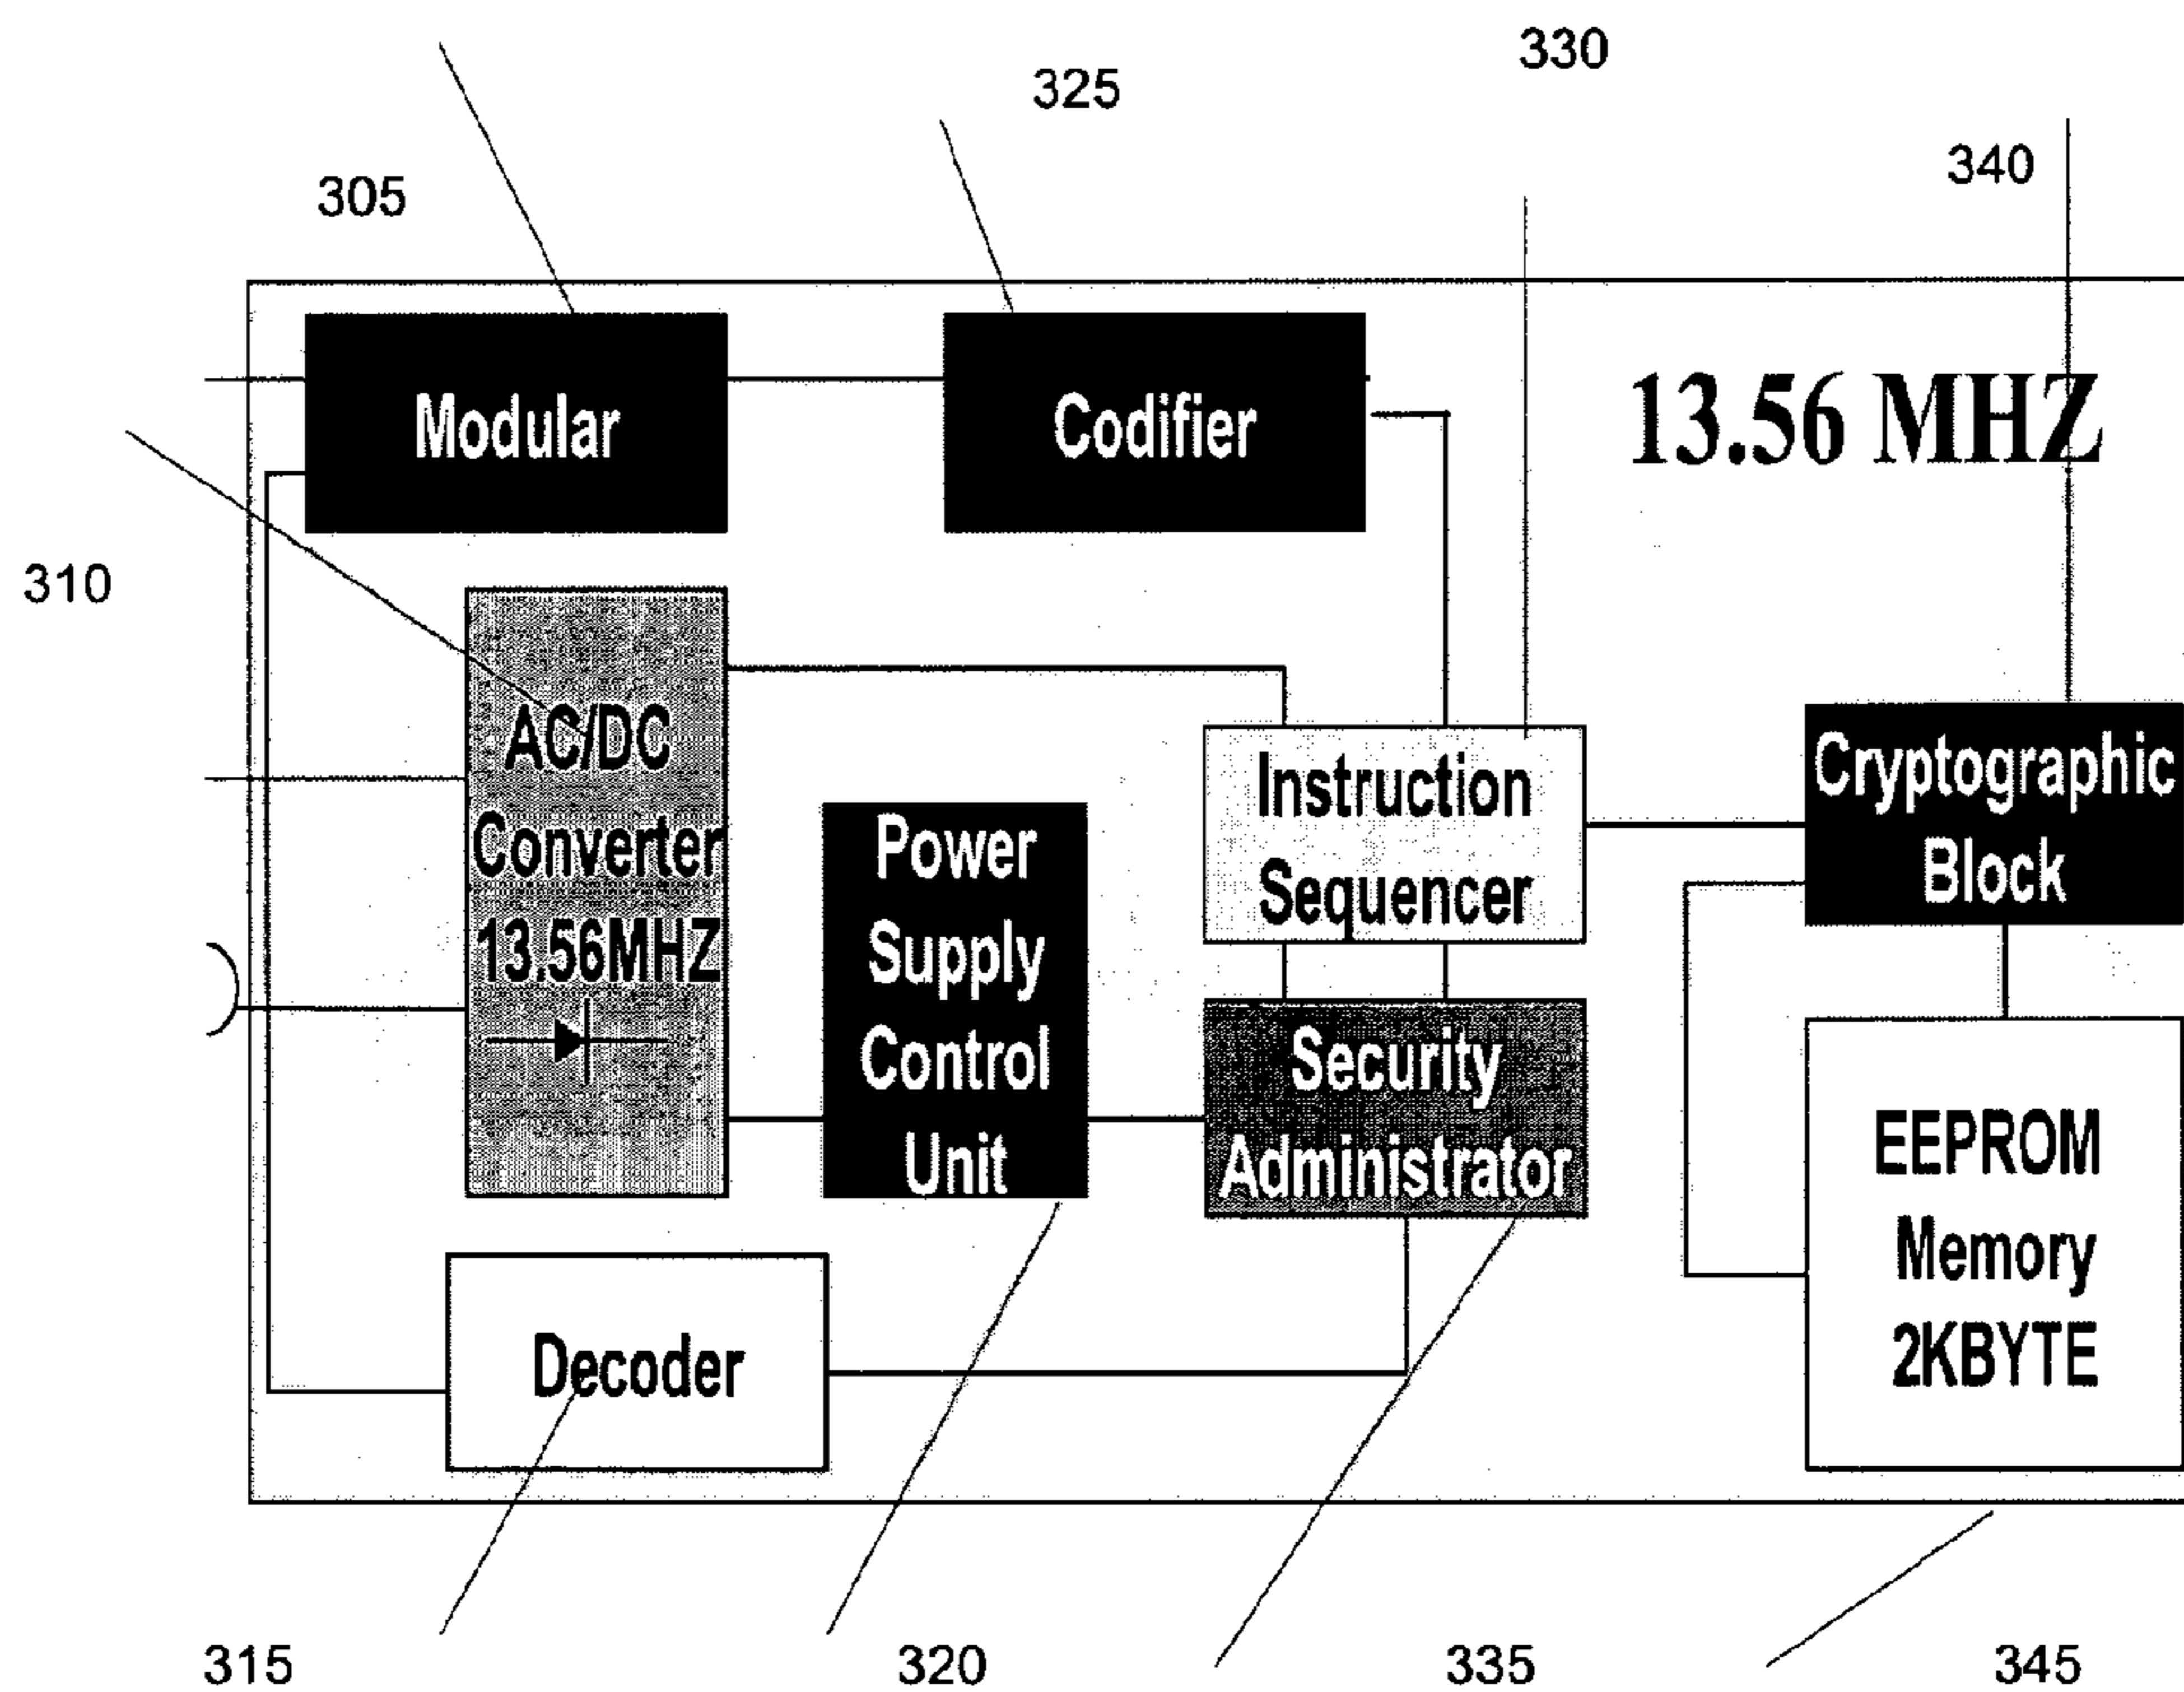 330
325
340
305
Modular
Codifier
13.56 MHZ
310
AC/DC
Converter
13.56MHZ
Power
Supply
Control
Unit
Instruction
Sequencer
Cryptographic
Block
Security
Administrator
EEPROM
Memory
2KBYTE
Decoder
315
320
335
345